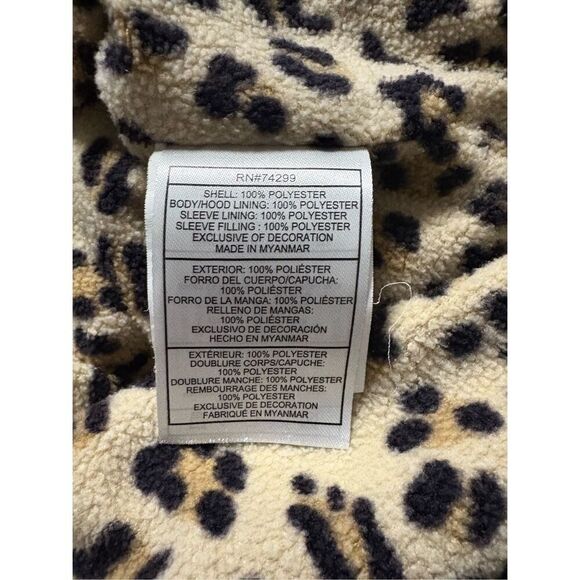 RN#74299
SHELL: 100% POLYESTER
BODY/HOOD LINING: 100% POLYESTER
SLEEVE LINING: 100% POLYESTER
SLEEVE FILLING : 100% POLYESTER
EXCLUSIVE OF DECORATION
MADE IN MYANMAR
EXTERIOR: 100% POLIÉSTER
FORRO DEL CUERPO/CAPUCHA:
100% POLIÉSTER
FORRO DE LA MANGA: 100% POLIÉSTER
RELLENO DE MANGAS:
100% POLIÉSTER
EXCLUSIVO DE DECORACIÓN
HECHO EN MYANMAR
EXTÉRIEUR: 100% POLYESTER
DOUBLURE CORPS/CAPUCHE:
100% POLYESTER
DOUBLURE MANCHE: 100% POLYESTER
REMBOURRAGE DES MANCHES:
100% POLYESTER
EXCLUSIVE DE DECORATION
FABRIQUÉ EN MYANMAR